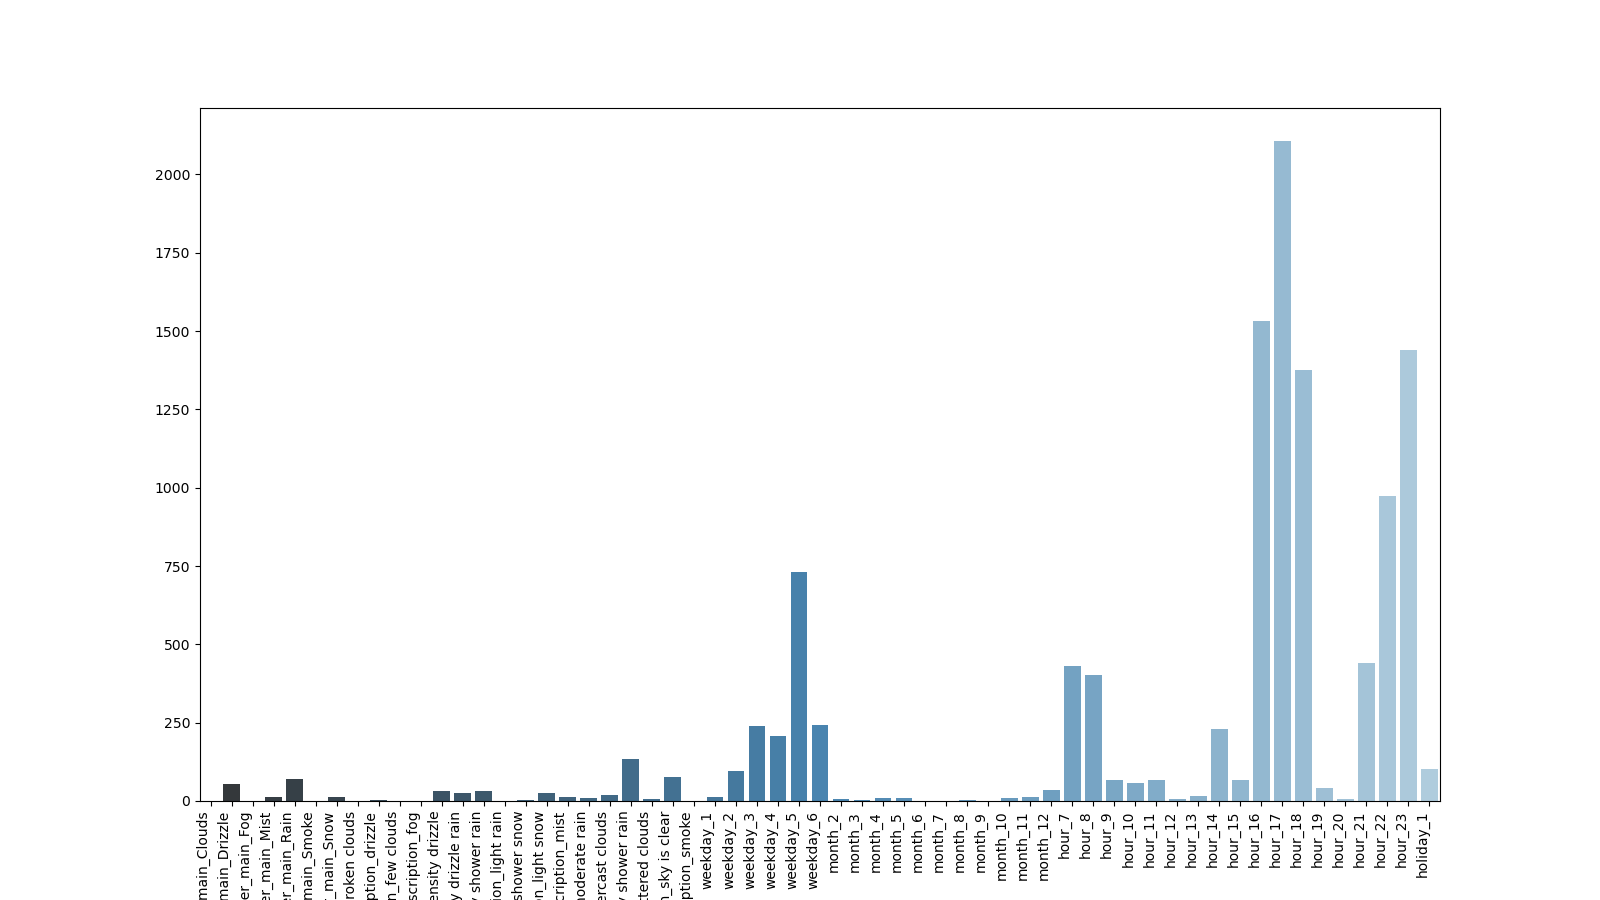 2000
1750
1500
1250
1000
750
500
250
0
main_Clouds
main_Drizzle
er_main_Fog
er_main_Mist
er_main_Rain
main_Smoke
_main_Snow
roken clouds
ption_drizzle
n_few clouds
scription_fog
ensity drizzle
y drizzle rain
shower rain
ion_light rain
shower snow
on_light snow
cription_mist
moderate rain
ercast clouds
y shower rain
ttered clouds
n_sky is clear
ption_smoke
weekday_1
weekday_2
weekday_3
weekday_4
weekday_5
weekday_6
month_2
month_3
month_4
month_5
month_6
month_7
month_8
month_9
month_10
month_11
month_12
hour_7
hour_8
hour_9
hour_10
hour_11
hour_12
hour_13
hour_14
hour_15
hour_16
hour_17
hour_18
hour_19
hour_20
hour_21
hour_22
hour_23
holiday_1